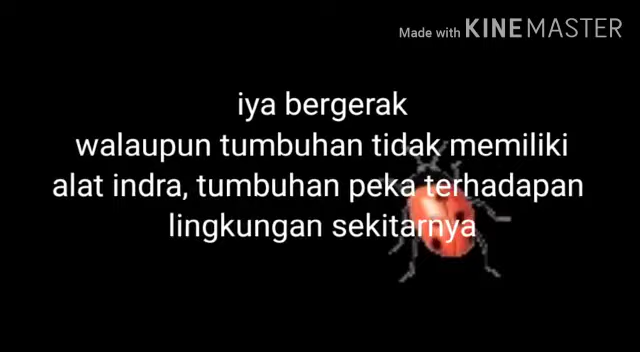 Made with KINEMASTER
iya bergerak
walaupun tumbuhan tidak memiliki
alat indra, tumbuhan peka terhadapan
lingkungan sekitarnya